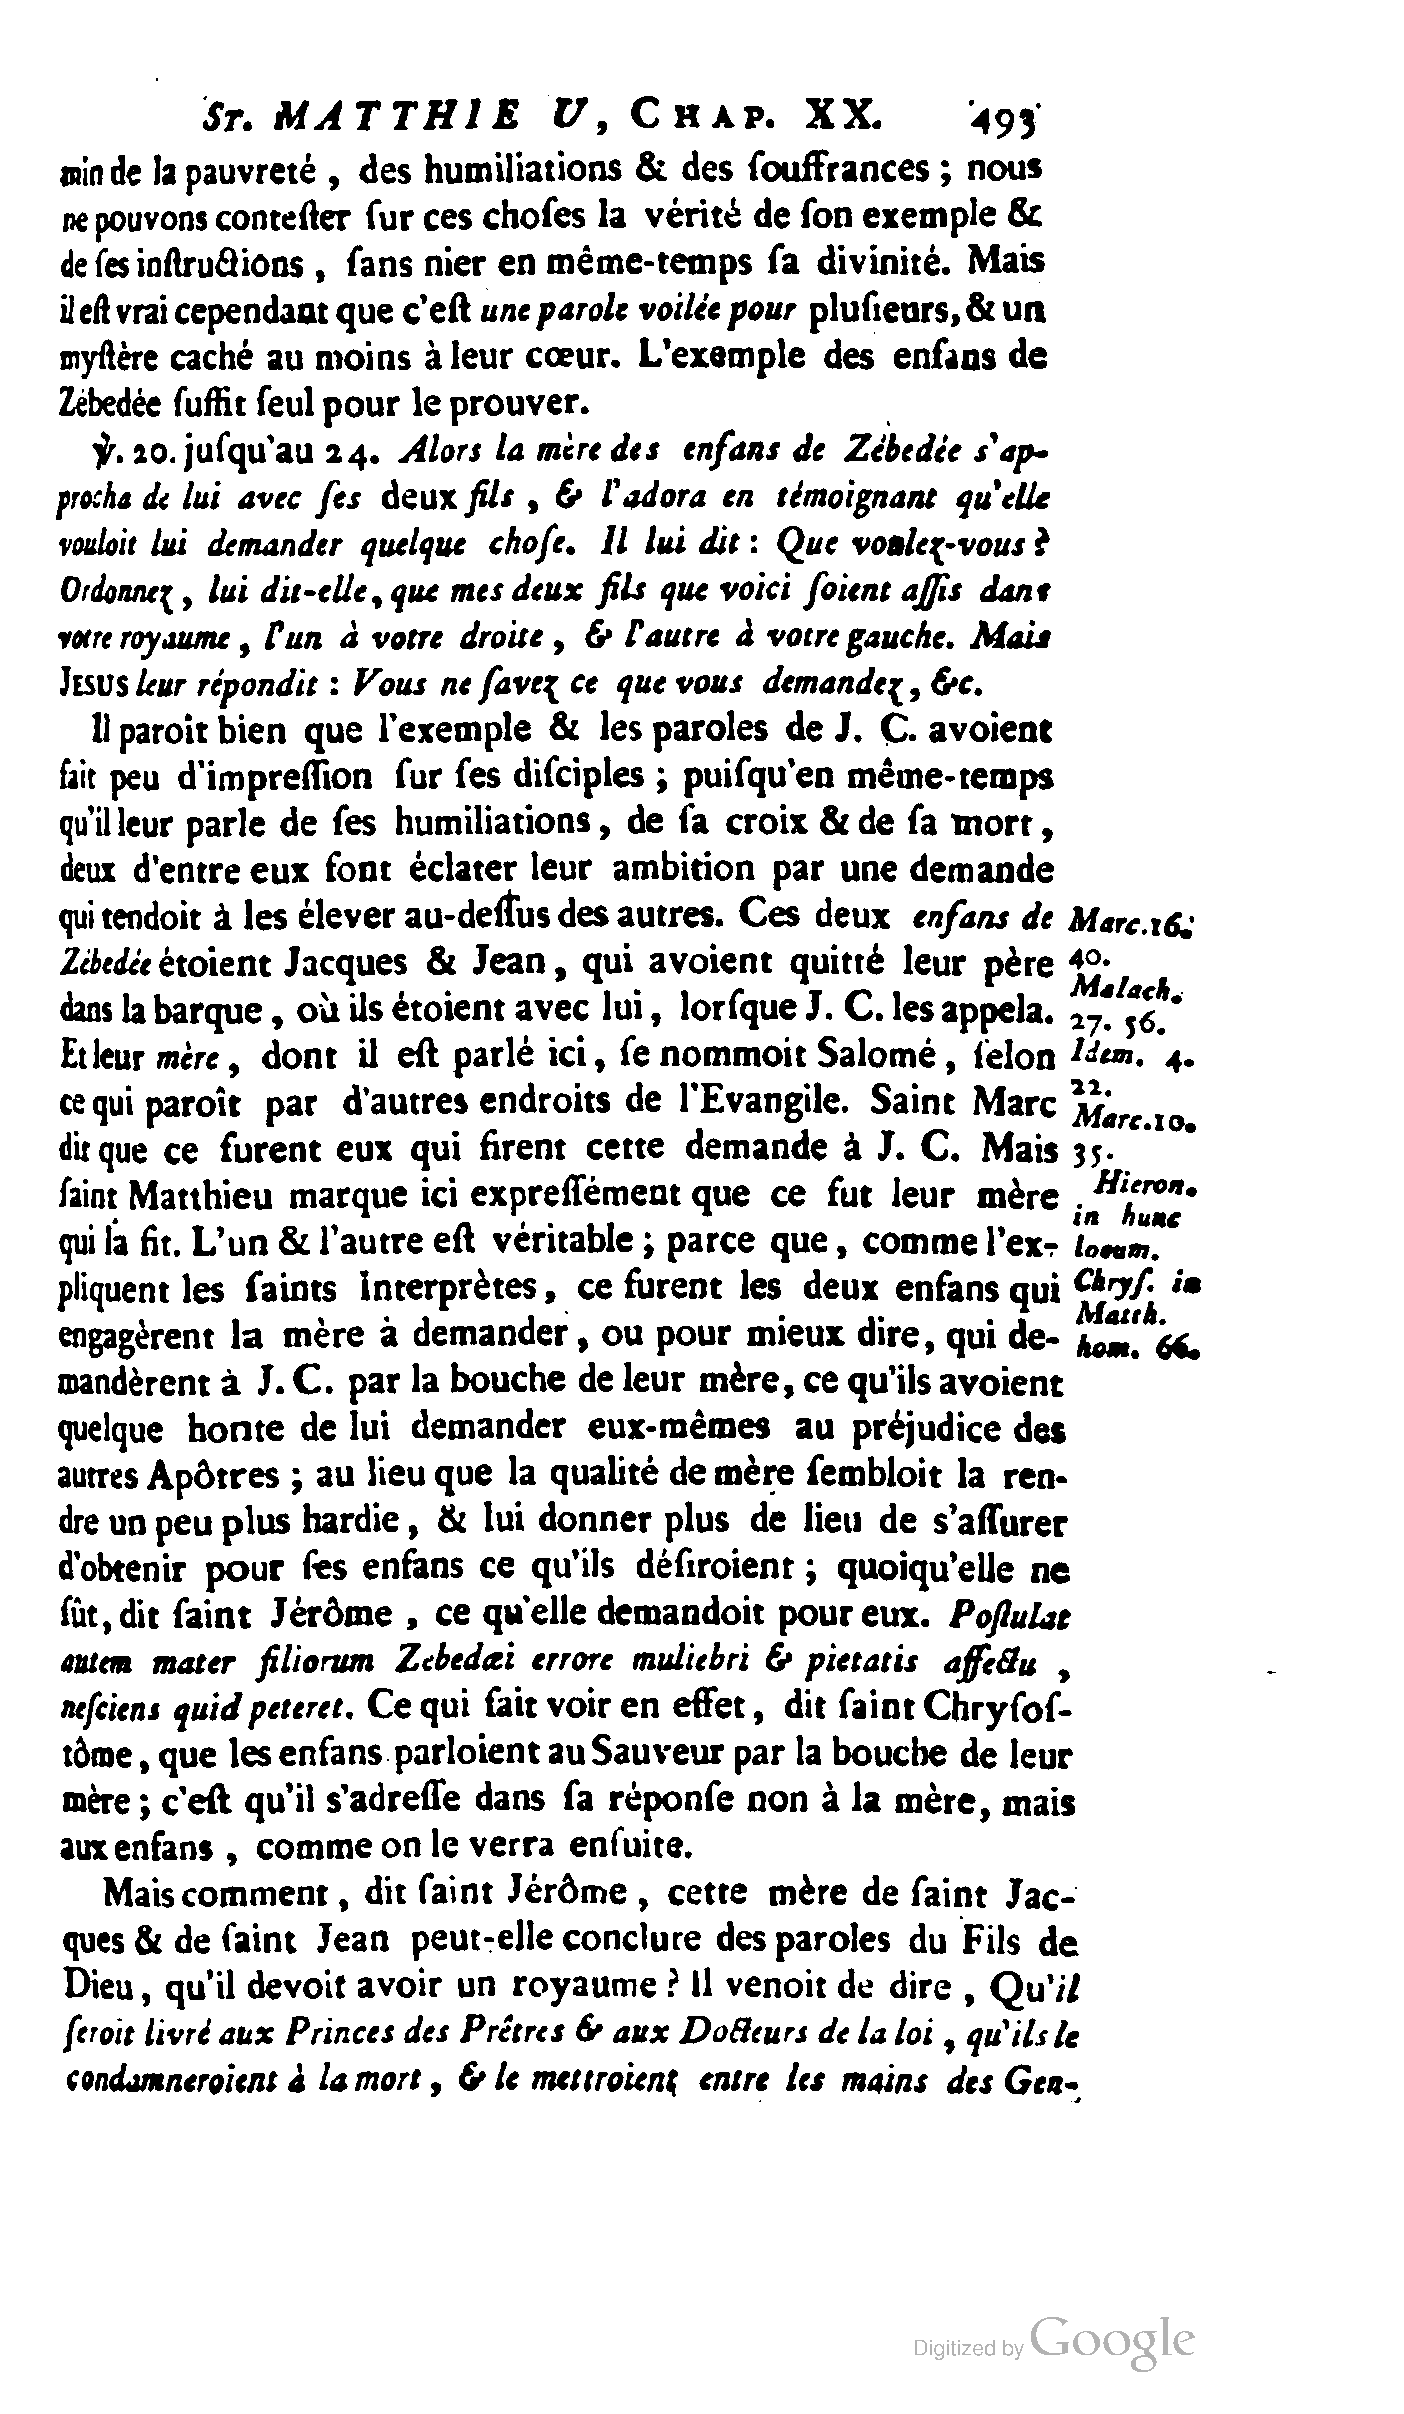 ST. MATTHIEU, CHAP. XX. 493
min de la pauvreté, des humiliations & des ſouffrances ; nous
ne pouvons conteſter ſur ces choſes la vérité de ſon exemple &
de ſes inſtructions, ſans nier en même-temps ſa divinité. Mais
il eſt vrai cependant que c'eſt une parole voilée pour pluſieurs, & un
myſtère caché au moins à leur cœur. L'exemple des enfans de
Zébedée ſuffit ſeul pour le prouver.
℣. 20. juſqu'au 24. Alors la mère des enfans de Zébedée s'ap-
procha de lui avec ſes deux fils, & l'adora en témoignant qu'elle
vouloit lui demander quelque choſe. Il lui dit : Que voulez-vous ?
Ordonnez, lui dit-elle, que mes deux fils que voici ſoient aſſis dans
votre royaume, l'un à votre droite, & l'autre à votre gauche. Mais
JESUS leur répondit : Vous ne ſavez ce que vous demandez, &c.
Il paroît bien que l'exemple & les paroles de J. C. avoient
fait peu d'impreſſion ſur ſes diſciples ; puiſqu'en même-temps
qu'il leur parle de ſes humiliations, de ſa croix & de ſa mort,
deux d'entre eux font éclater leur ambition par une demande
qui tendoit à les élever au-deſſus des autres. Ces deux enfans de
Zébedée étoient Jacques & Jean, qui avoient quitté leur père
dans la barque, où ils étoient avec lui, lorſque J. C. les appela.
Et leur mère, dont il eſt parlé ici, ſe nommoit Salomé, ſelon
ce qui paroît par d'autres endroits de l'Evangile. Saint Marc
dit que ce furent eux qui firent cette demande à J. C. Mais
ſaint Matthieu marque ici expreſſément que ce fut leur mère
qui la fit. L'un & l'autre eſt véritable ; parce que, comme l'ex-
pliquent les ſaints Interprètes, ce furent les deux enfans qui
engagèrent la mère à demander, ou pour mieux dire, qui de-
mandèrent à J. C. par la bouche de leur mère, ce qu'ils avoient
quelque honte de lui demander eux-mêmes au préjudice des
autres Apôtres ; au lieu que la qualité de mère ſembloit la ren-
dre un peu plus hardie, & lui donner plus de lieu de s'aſſurer
d'obtenir pour ſes enfans ce qu'ils déſiroient ; quoiqu'elle ne
ſût, dit ſaint Jérôme, ce qu'elle demandoit pour eux. Poſtulat
autem mater filiorum Zebedæi errore muliebri & pietatis affectu,
neſciens quid peteret. Ce qui fait voir en effet, dit ſaint Chryſoſ-
tôme, que les enfans parloient au Sauveur par la bouche de leur
mère ; c'eſt qu'il s'adreſſe dans ſa réponſe non à la mère, mais
aux enfans, comme on le verra enſuite.
Mais comment, dit ſaint Jérôme, cette mère de ſaint Jac-
ques & de ſaint Jean peut-elle conclure des paroles du Fils de
Dieu, qu'il devoit avoir un royaume ? Il venoit de dire, Qu'il
ſeroit livré aux Princes des Prêtres & aux Docteurs de la loi, qu'ils le
condamneroient à la mort, & le mettroient entre les mains des Gen-
Marc. 16.
40.
Malach.
27. 56.
Idem. 4.
22.
Marc. 10.
35.
Hieron.
in hunc
locum.
Chryſ. in
Matth.
hom. 66.
Digitized by Google